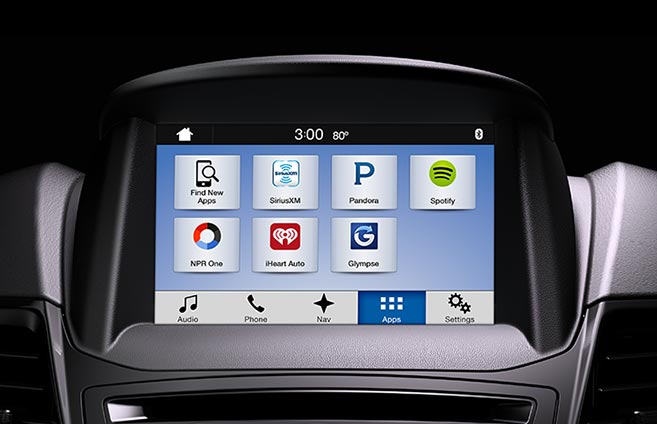 3:00 80º
Find New
Apps
SiriusXM
SiriusXM
Pandora
Spotify
NPR One
iHeart Auto
Glympse
Audio
Phone
Nav
Apps
Settings